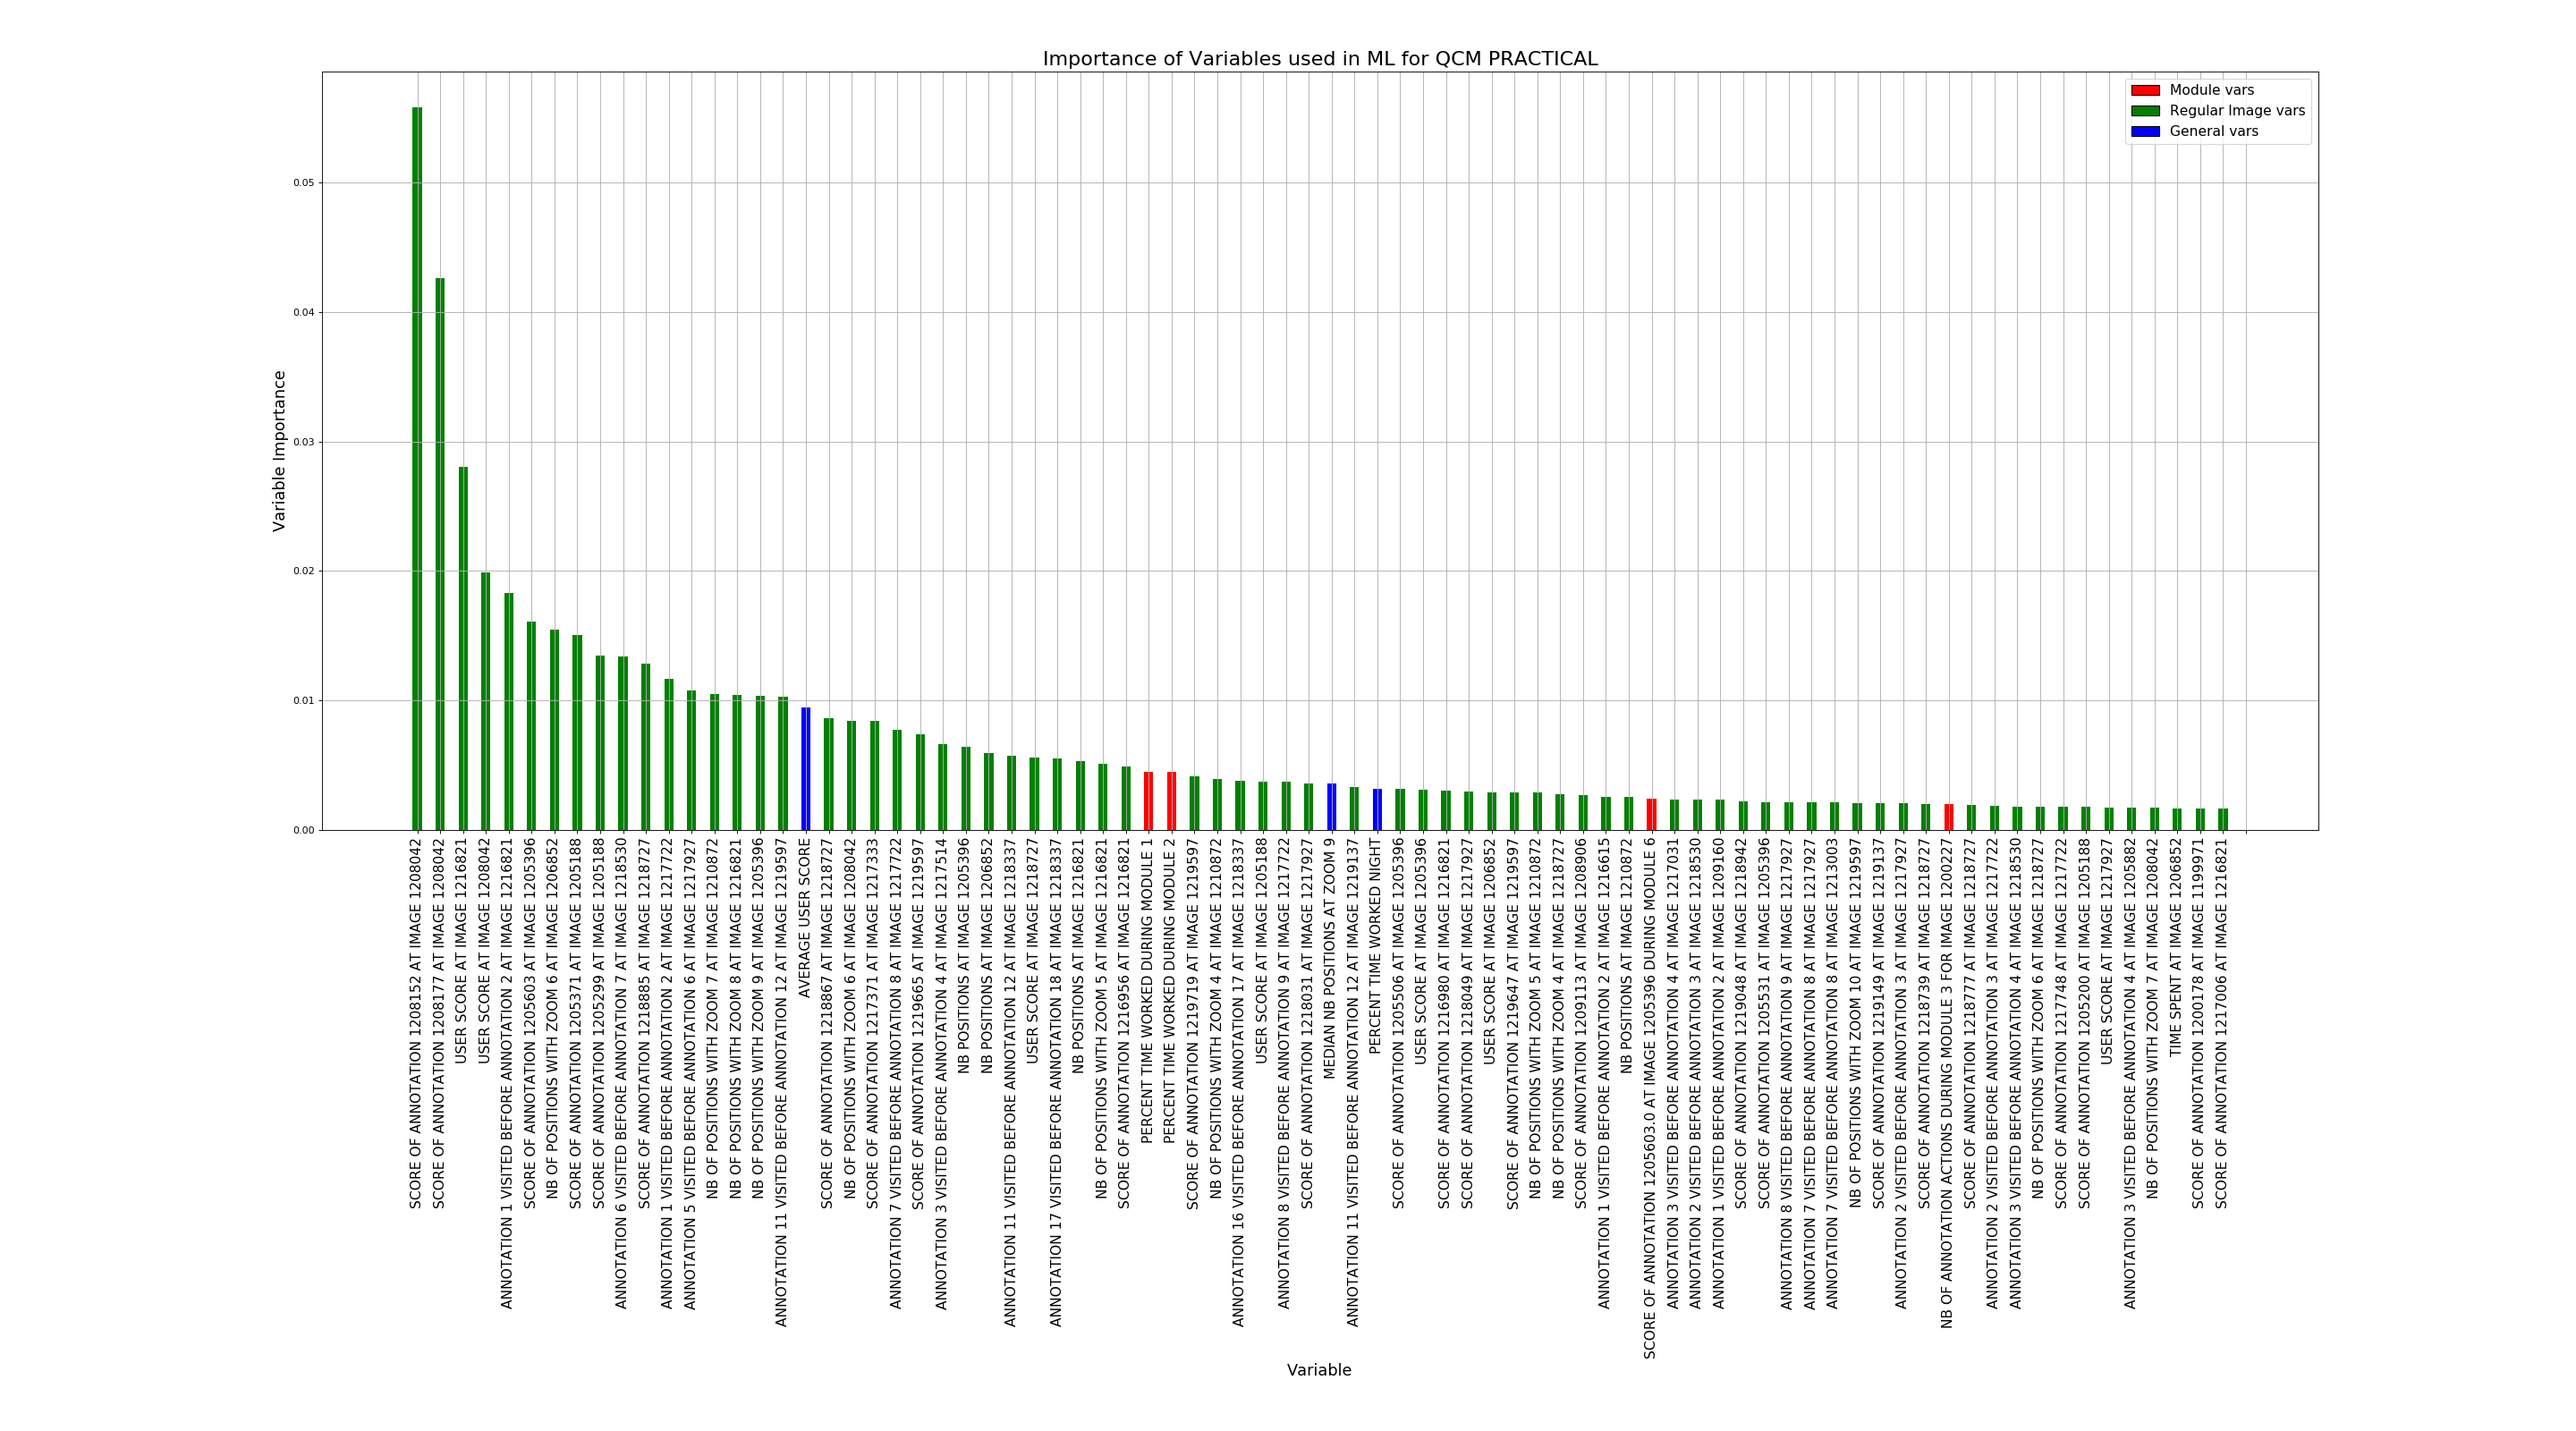 Importance of Variables used in ML for QCM PRACTICAL
Module vars
Regular Image vars
General vars
Variable Importance
0.05
0.04
0.03
0.02
0.01
0.00
SCORE OF ANNOTATION 1208152 AT IMAGE 1208042
SCORE OF ANNOTATION 1208177 AT IMAGE 1208042
USER SCORE AT IMAGE 1216821
USER SCORE AT IMAGE 1208042
ANNOTATION 1 VISITED BEFORE ANNOTATION 2 AT IMAGE 1216821
SCORE OF ANNOTATION 1205603 AT IMAGE 1205396
NB OF POSITIONS WITH ZOOM 6 AT IMAGE 1206852
SCORE OF ANNOTATION 1205371 AT IMAGE 1205188
SCORE OF ANNOTATION 1205299 AT IMAGE 1205188
ANNOTATION 6 VISITED BEFORE ANNOTATION 7 AT IMAGE 1218530
SCORE OF ANNOTATION 1218885 AT IMAGE 1218727
ANNOTATION 1 VISITED BEFORE ANNOTATION 2 AT IMAGE 1217722
ANNOTATION 5 VISITED BEFORE ANNOTATION 6 AT IMAGE 1217927
NB OF POSITIONS WITH ZOOM 7 AT IMAGE 1210872
NB OF POSITIONS WITH ZOOM 8 AT IMAGE 1216821
NB OF POSITIONS WITH ZOOM 9 AT IMAGE 1205396
ANNOTATION 11 VISITED BEFORE ANNOTATION 12 AT IMAGE 1219597
AVERAGE USER SCORE
SCORE OF ANNOTATION 1218867 AT IMAGE 1218727
NB OF POSITIONS WITH ZOOM 6 AT IMAGE 1208042
SCORE OF ANNOTATION 1217371 AT IMAGE 1217333
ANNOTATION 7 VISITED BEFORE ANNOTATION 8 AT IMAGE 1217722
SCORE OF ANNOTATION 1219665 AT IMAGE 1219597
ANNOTATION 3 VISITED BEFORE ANNOTATION 4 AT IMAGE 1217514
NB POSITIONS AT IMAGE 1205396
NB POSITIONS AT IMAGE 1206852
ANNOTATION 11 VISITED BEFORE ANNOTATION 12 AT IMAGE 1218337
USER SCORE AT IMAGE 1218727
ANNOTATION 17 VISITED BEFORE ANNOTATION 18 AT IMAGE 1218337
NB POSITIONS AT IMAGE 1216821
NB OF POSITIONS WITH ZOOM 5 AT IMAGE 1216821
SCORE OF ANNOTATION 1216956 AT IMAGE 1216821
PERCENT TIME WORKED DURING MODULE 1
PERCENT TIME WORKED DURING MODULE 2
SCORE OF ANNOTATION 1219719 AT IMAGE 1219597
NB OF POSITIONS WITH ZOOM 4 AT IMAGE 1210872
ANNOTATION 16 VISITED BEFORE ANNOTATION 17 AT IMAGE 1218337
USER SCORE AT IMAGE 1205188
ANNOTATION 8 VISITED BEFORE ANNOTATION 9 AT IMAGE 1217722
SCORE OF ANNOTATION 1218031 AT IMAGE 1217927
MEDIAN NB POSITIONS AT ZOOM 9
ANNOTATION 11 VISITED BEFORE ANNOTATION 12 AT IMAGE 1219137
PERCENT TIME WORKED NIGHT
SCORE OF ANNOTATION 1205506 AT IMAGE 1205396
USER SCORE AT IMAGE 1205396
SCORE OF ANNOTATION 1216980 AT IMAGE 1216821
SCORE OF ANNOTATION 1218049 AT IMAGE 1217927
USER SCORE AT IMAGE 1206852
SCORE OF ANNOTATION 1219647 AT IMAGE 1219597
NB OF POSITIONS WITH ZOOM 5 AT IMAGE 1210872
NB OF POSITIONS WITH ZOOM 4 AT IMAGE 1218727
SCORE OF ANNOTATION 1209113 AT IMAGE 1208906
ANNOTATION 1 VISITED BEFORE ANNOTATION 2 AT IMAGE 1216615
NB POSITIONS AT IMAGE 1210872
SCORE OF ANNOTATION 1205603.0 AT IMAGE 1205396 DURING MODULE 6
ANNOTATION 3 VISITED BEFORE ANNOTATION 4 AT IMAGE 1217031
ANNOTATION 2 VISITED BEFORE ANNOTATION 3 AT IMAGE 1218530
ANNOTATION 1 VISITED BEFORE ANNOTATION 2 AT IMAGE 1209160
SCORE OF ANNOTATION 1219048 AT IMAGE 1218942
SCORE OF ANNOTATION 1205531 AT IMAGE 1205396
ANNOTATION 8 VISITED BEFORE ANNOTATION 9 AT IMAGE 1217927
ANNOTATION 7 VISITED BEFORE ANNOTATION 8 AT IMAGE 1217927
ANNOTATION 7 VISITED BEFORE ANNOTATION 8 AT IMAGE 1213003
NB OF POSITIONS WITH ZOOM 10 AT IMAGE 1219597
SCORE OF ANNOTATION 1219149 AT IMAGE 1219137
ANNOTATION 2 VISITED BEFORE ANNOTATION 3 AT IMAGE 1217927
SCORE OF ANNOTATION 1218739 AT IMAGE 1218727
NB OF ANNOTATION ACTIONS DURING MODULE 3 FOR IMAGE 1200227
SCORE OF ANNOTATION 1218777 AT IMAGE 1218727
ANNOTATION 2 VISITED BEFORE ANNOTATION 3 AT IMAGE 1217722
ANNOTATION 3 VISITED BEFORE ANNOTATION 4 AT IMAGE 1218530
NB OF POSITIONS WITH ZOOM 6 AT IMAGE 1218727
SCORE OF ANNOTATION 1217748 AT IMAGE 1217722
SCORE OF ANNOTATION 1205200 AT IMAGE 1205188
USER SCORE AT IMAGE 1217927
ANNOTATION 3 VISITED BEFORE ANNOTATION 4 AT IMAGE 1205882
NB OF POSITIONS WITH ZOOM 7 AT IMAGE 1208042
TIME SPENT AT IMAGE 1206852
SCORE OF ANNOTATION 1200178 AT IMAGE 1199971
SCORE OF ANNOTATION 1217006 AT IMAGE 1216821
Variable